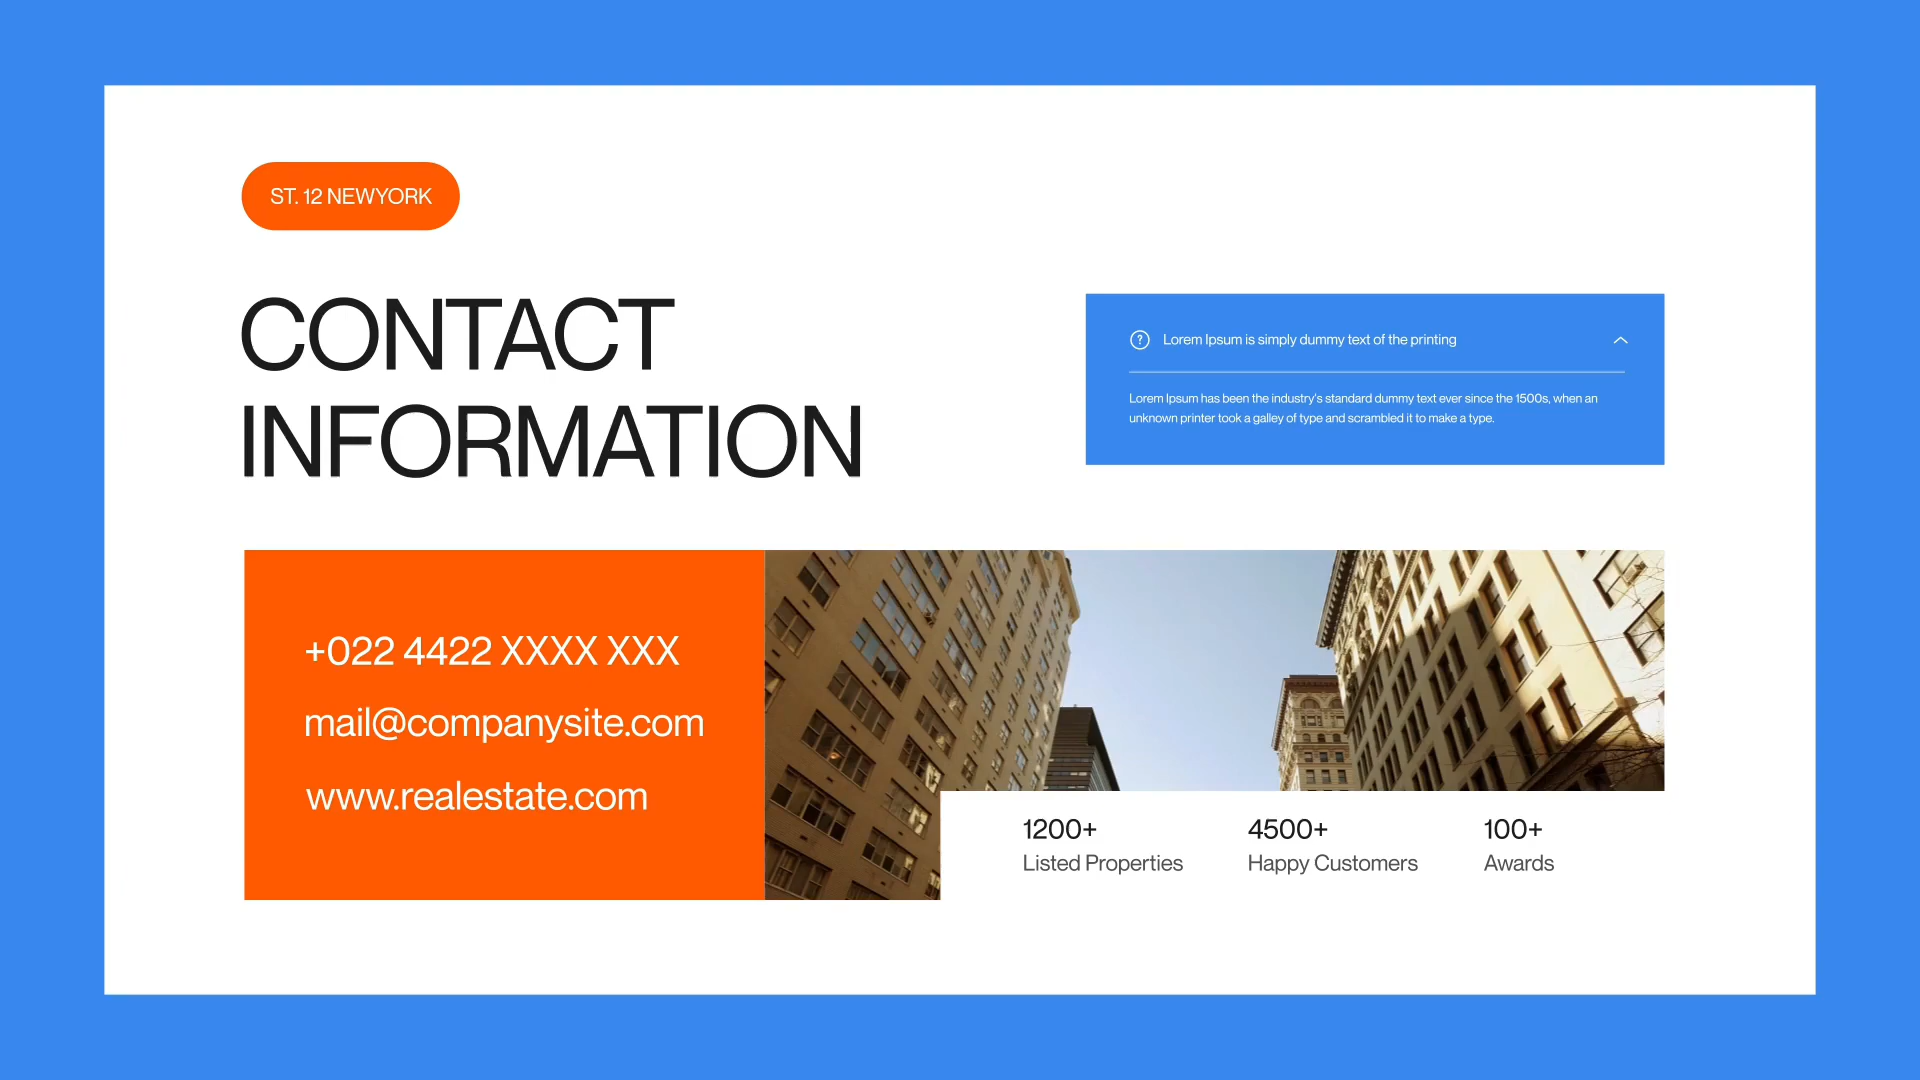 ST. 12 NEWYORK
CONTACT
INFORMATION
Lorem Ipsum is simply dummy text of the printing
Lorem Ipsum has been the industry's standard dummy text ever since the 1500s, when an
unknown printer took a galley of type and scrambled it to make a type.
+022 4422 XXXX XXX
mail@companysite.com
www.realestate.com
1200+
Listed Properties
4500+
Happy Customers
100+
Awards